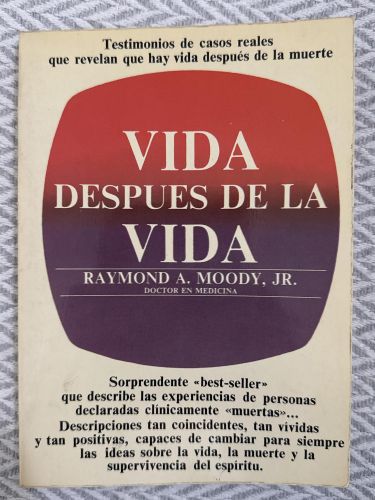 Testimonios de casos reales
que revelan que hay vida después de la muerte
VIDA
DESPUES DE LA
VIDA
RAYMOND A. MOODY, JR.
DOCTOR EN MEDICINA
Sorprendente «best-seller»
que describe las experiencias de personas
declaradas clínicamente «muertas»...
Descripciones tan coincidentes, tan vívidas
y tan positivas, capaces de cambiar para siempre
las ideas sobre la vida, la muerte y la
supervivencia del espíritu.